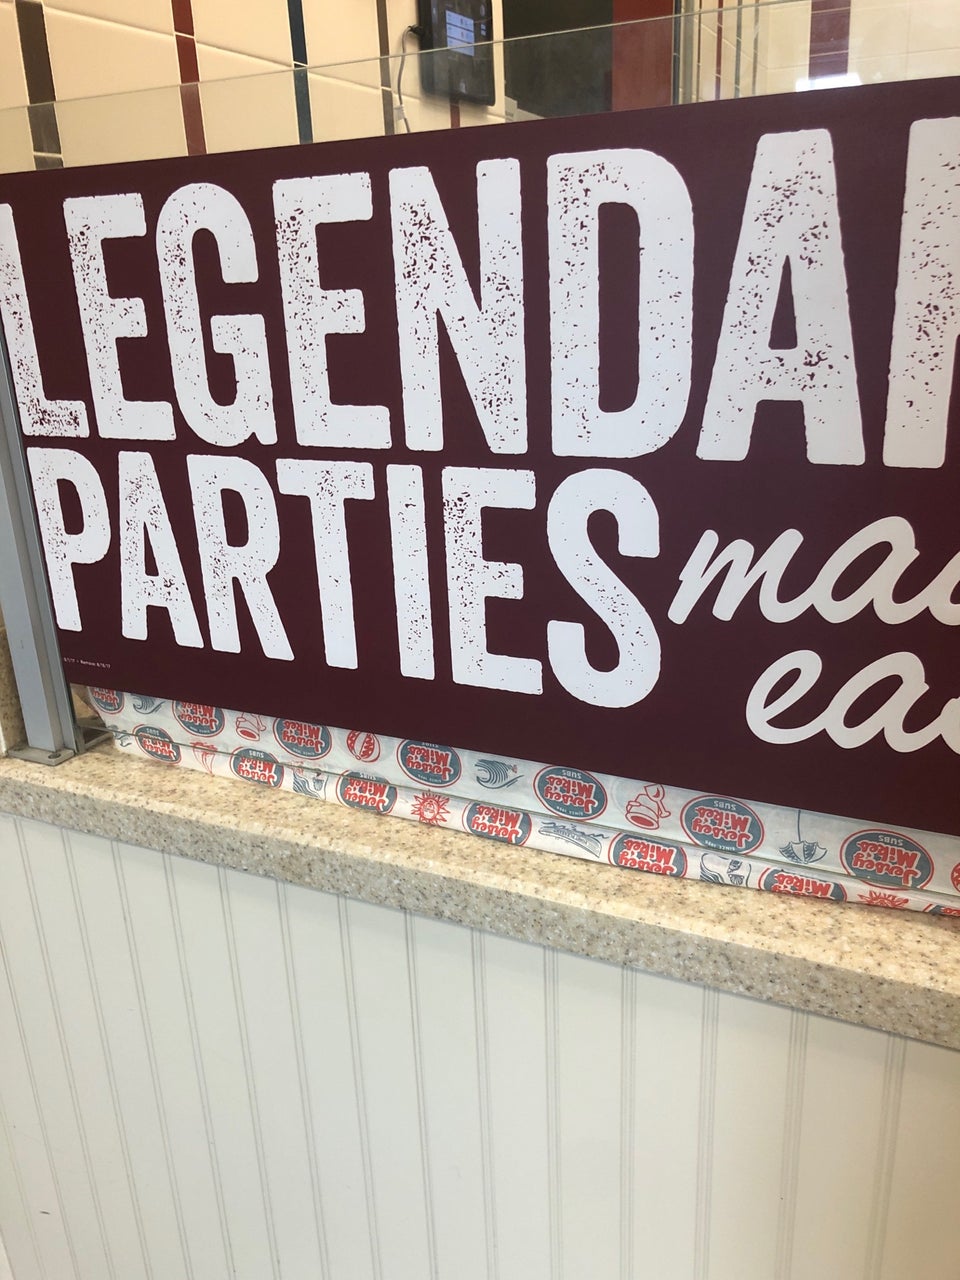 LEGENDA
PARTIES
ma
ea
Jersey
Mike's
SUBS